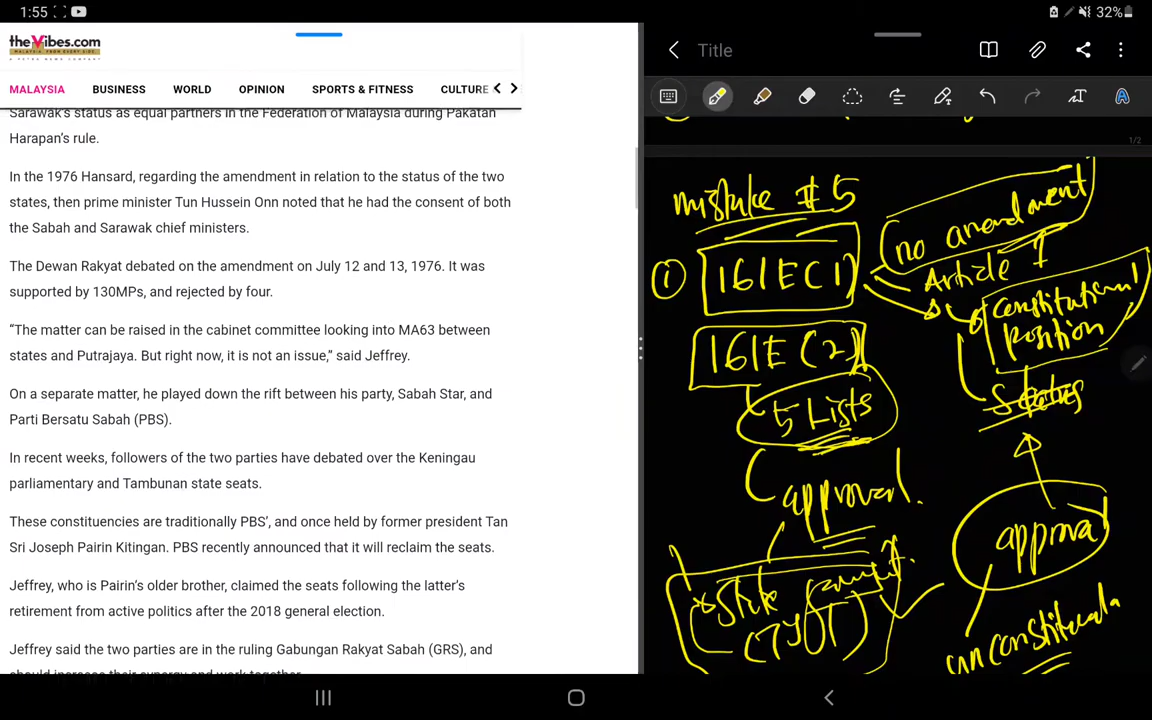 1:55
32%
theVibes.com
MALAYSIA BUSINESS WORLD OPINION SPORTS & FITNESS CULTURE
Sarawak's status as equal partners in the Federation of Malaysia during Pakatan
Harapan's rule.
In the 1976 Hansard, regarding the amendment in relation to the status of the two
states, then prime minister Tun Hussein Onn noted that he had the consent of both
the Sabah and Sarawak chief ministers.
The Dewan Rakyat debated on the amendment on July 12 and 13, 1976. It was
supported by 130MPs, and rejected by four.
“The matter can be raised in the cabinet committee looking into MA63 between
states and Putrajaya. But right now, it is not an issue,” said Jeffrey.
On a separate matter, he played down the rift between his party, Sabah Star, and
Parti Bersatu Sabah (PBS).
In recent weeks, followers of the two parties have debated over the Keningau
parliamentary and Tambunan state seats.
These constituencies are traditionally PBS’, and once held by former president Tan
Sri Joseph Pairin Kitingan. PBS recently announced that it will reclaim the seats.
Jeffrey, who is Pairin’s older brother, claimed the seats following the latter’s
retirement from active politics after the 2018 general election.
Jeffrey said the two parties are in the ruling Gabungan Rakyat Sabah (GRS), and
should increase their synergy and work together.
Title
1/2
mistake #5
① 161E(1)
no amendment
Article 1
constitutional
position
161E(2)
5 Lists
approval.
approval
(TYOT)